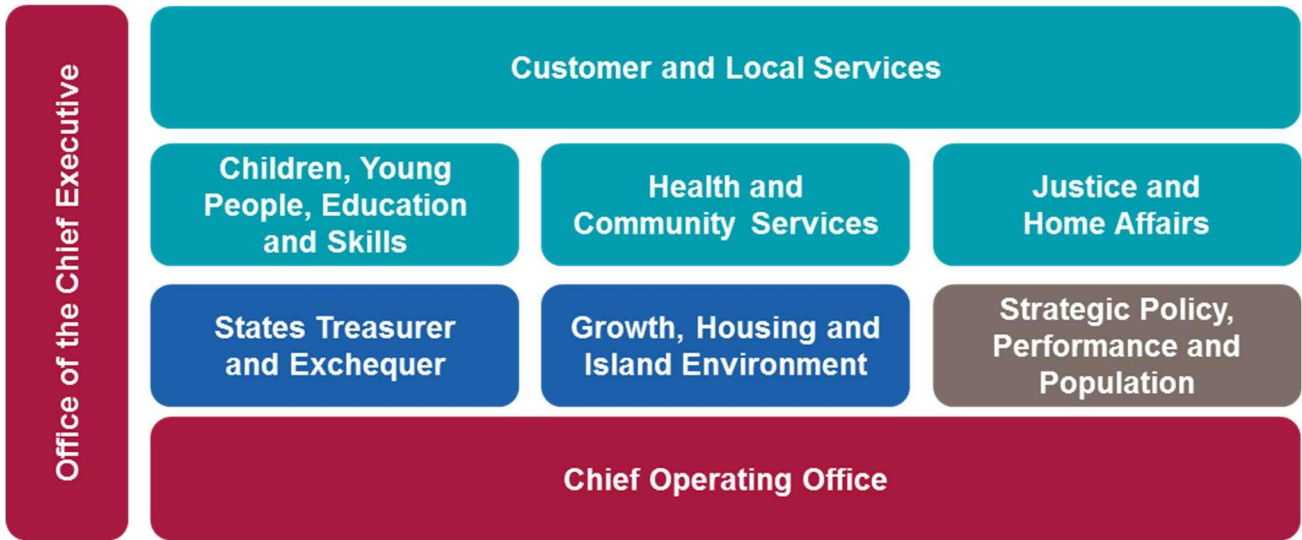 Office of the Chief Executive
Customer and Local Services
Children, Young
People, Education
and Skills
Health and
Community Services
Justice and
Home Affairs
States Treasurer
and Exchequer
Growth, Housing and
Island Environment
Strategic Policy,
Performance and
Population
Chief Operating Office